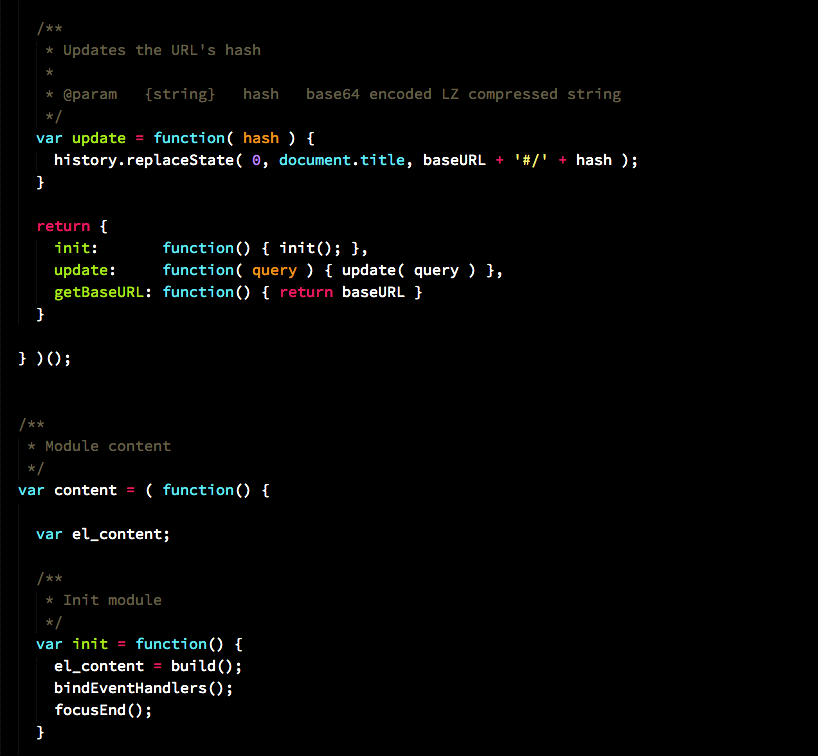 /**
* Updates the URL's hash
*
* @param   {string}   hash   base64 encoded LZ compressed string
*/
var update = function( hash ) {
history.replaceState( 0, document.title, baseURL + '#/' + hash );
}
return {
init:       function() { init(); },
update:     function( query ) { update( query ) },
getBaseURL: function() { return baseURL }
}
} )();
/**
* Module content
*/
var content = ( function() {
var el_content;
/**
* Init module
*/
var init = function() {
el_content = build();
bindEventHandlers();
focusEnd();
}